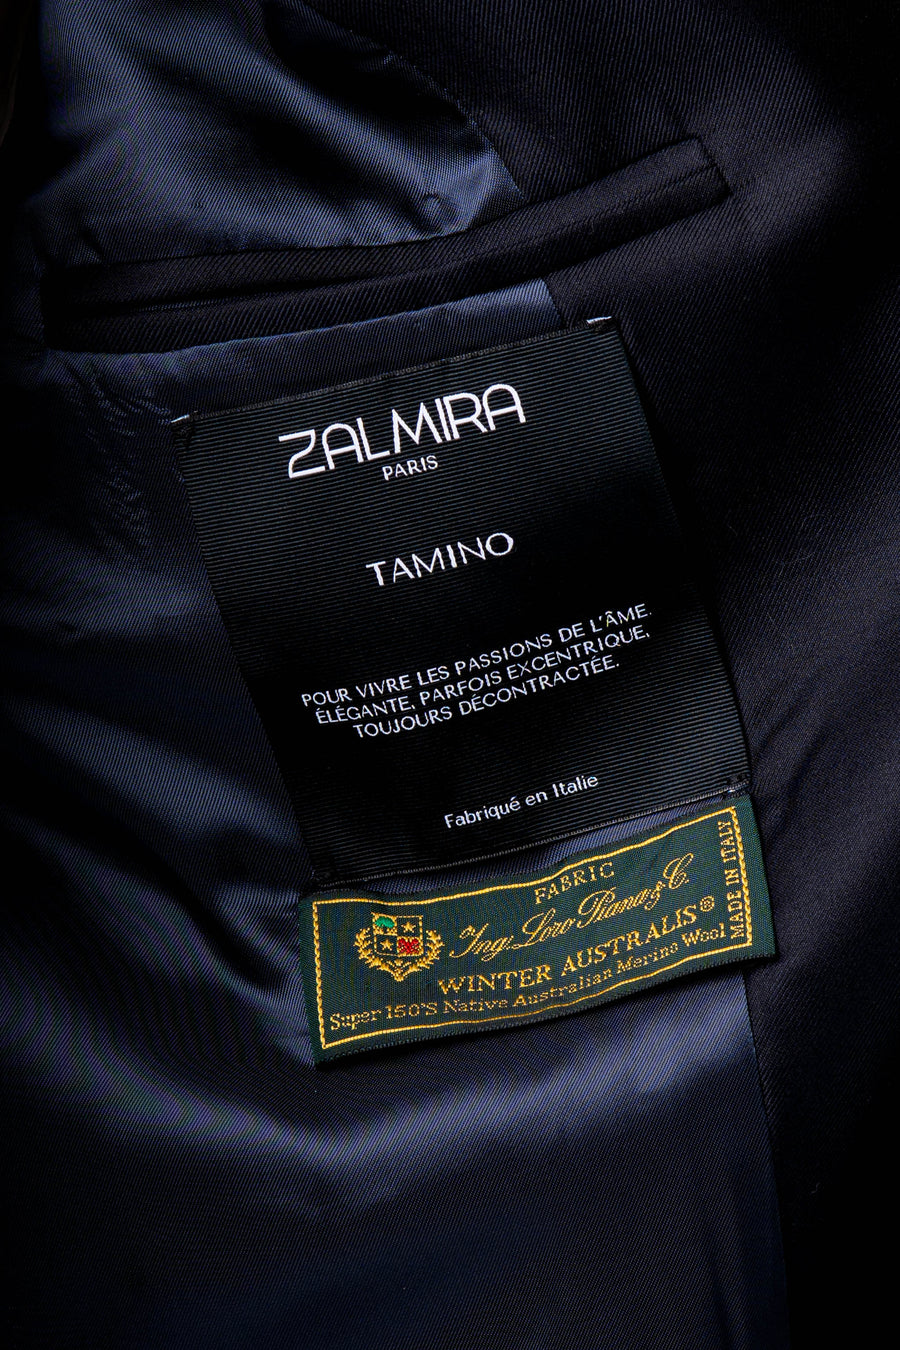 ZALMIRA
PARIS
TAMINO
POUR VIVRE LES PASSIONS DE L'ÂME.
ÉLÉGANTE, PARFOIS EXCENTRIQUE,
TOUJOURS DÉCONTRACTÉE.
Fabriqué en Italie
FABRIC
Ing. Loro Piana & C.
WINTER AUSTRALIS®
Super 150'S Native Australian Merino Wool
MADE IN ITALY